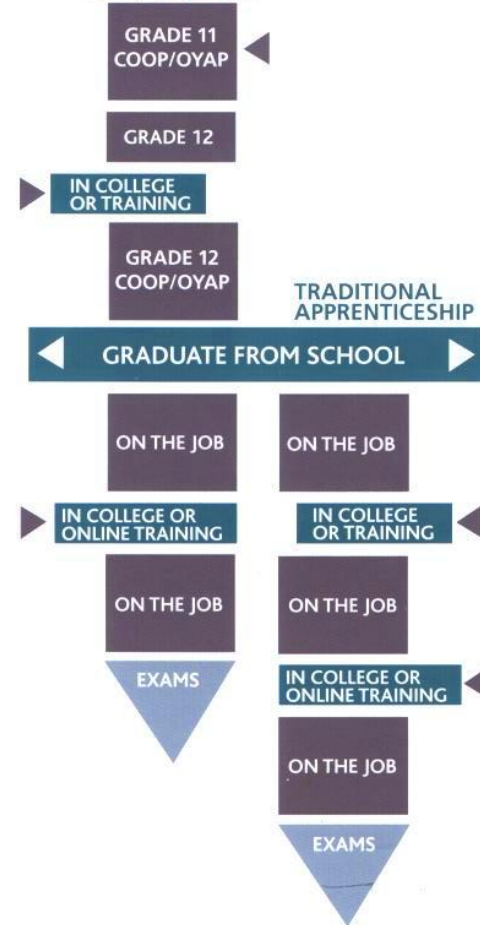 GRADE 11
COOP/OYAP
GRADE 12
IN COLLEGE
OR TRAINING
GRADE 12
COOP/OYAP
TRADITIONAL
APPRENTICESHIP
GRADUATE FROM SCHOOL
ON THE JOB
IN COLLEGE OR
ONLINE TRAINING
ON THE JOB
EXAMS
ON THE JOB
IN COLLEGE
OR TRAINING
ON THE JOB
IN COLLEGE OR
ONLINE TRAINING
ON THE JOB
EXAMS